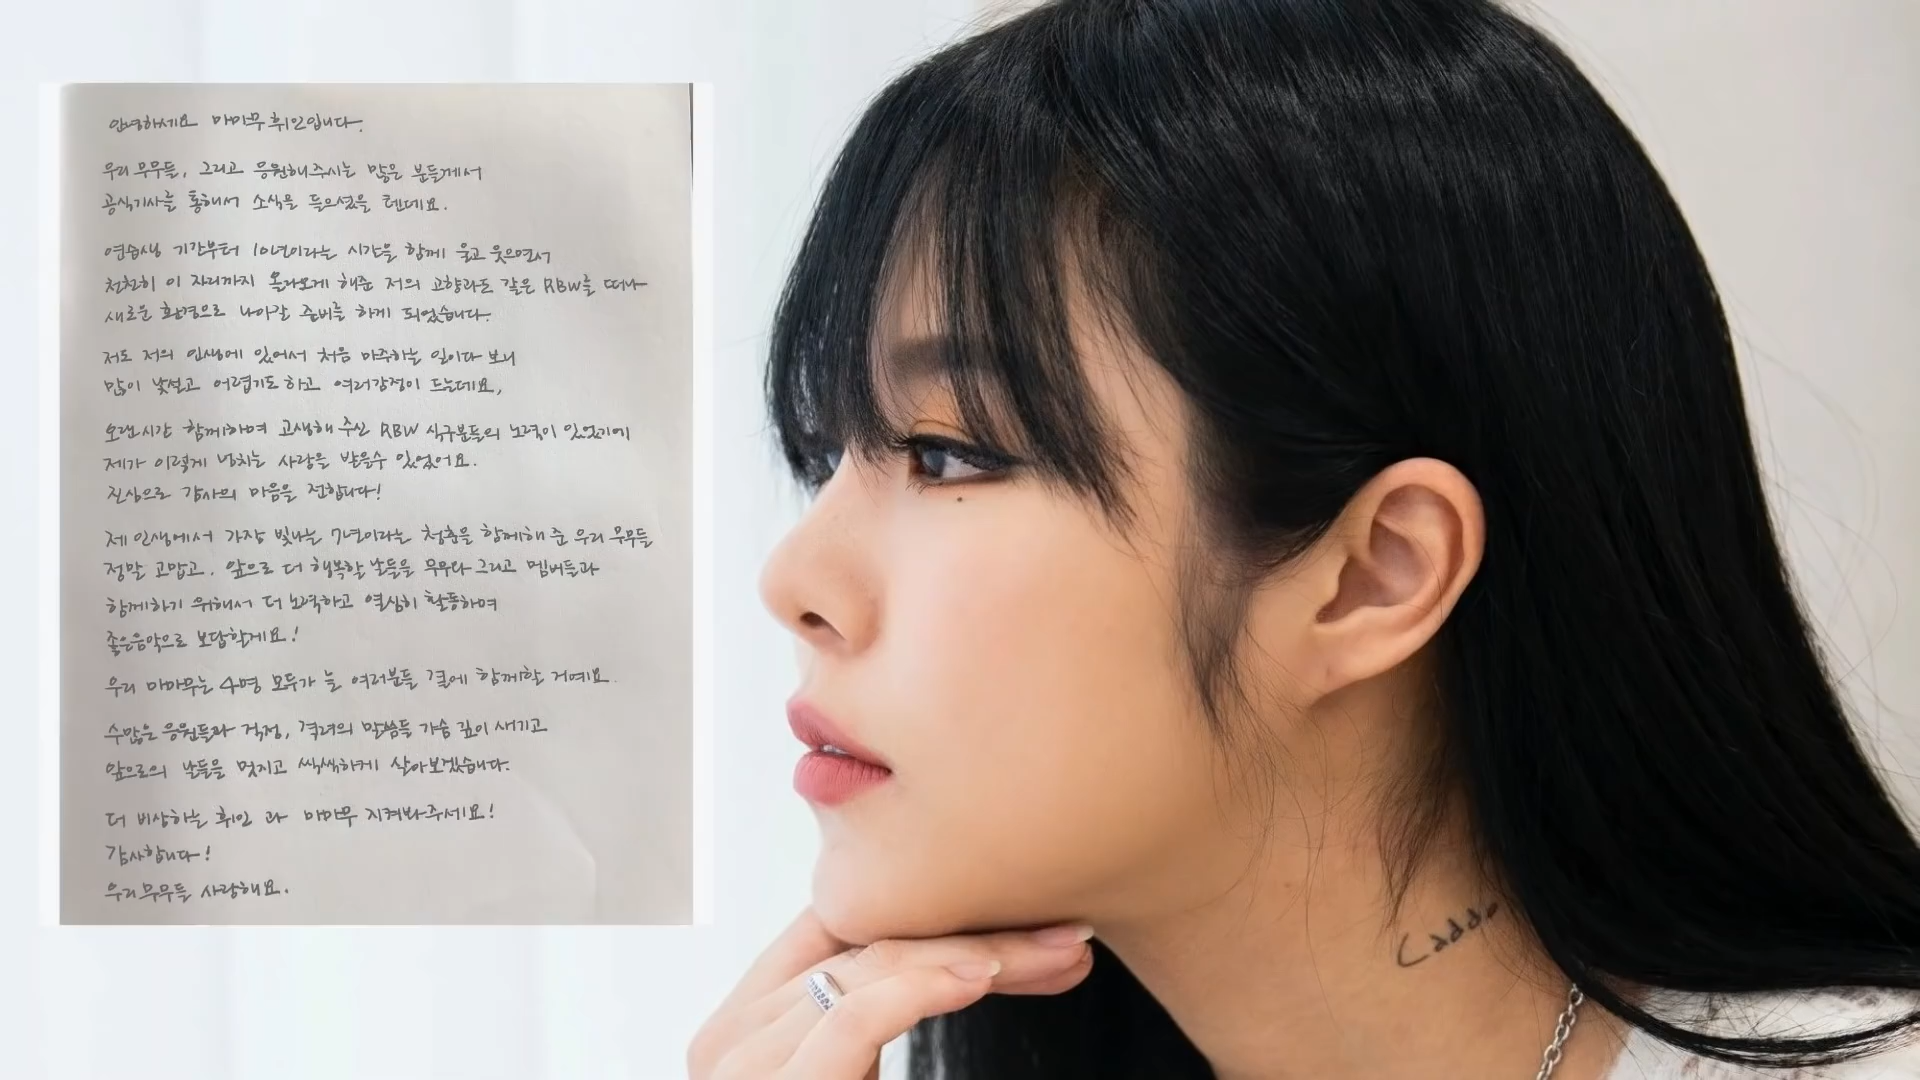 안녕하세요 마마무 휘인입니다.
우리 무무들, 그리고 응원해주시는 많은 분들께서
공식기사를 통해서 소식을 들으셨을 텐데요.
연습생 기간부터 10년이라는 시간을 함께 울고 웃으면서
천천히 이 자리까지 올라오게 해준 저의 고향과도 같은 RBW를 떠나
새로운 환경으로 나아갈 준비를 하게 되었습니다.
저도 저의 인생에 있어서 처음 마주하는 일이다 보니
많이 낯설고 어렵기도 하고 여러감정이 드는데요,
오랜시간 함께하며 고생해 주신 RBW 식구분들의 노력이 있었기에
제가 이렇게 넘치는 사랑을 받을수 있었어요.
진심으로 감사의 마음을 전합니다!
제 인생에서 가장 빛나는 7년이라는 청춘을 함께해 준 우리 무무들
정말 고맙고. 앞으로 더 행복할 날들을 무무와 그리고 멤버들과
함께하기 위해서 더 노력하고 열심히 활동하며
좋은음악으로 보답할게요!
우리 마마무는 4명 모두가 늘 여러분들 곁에 함께할 거예요.
수많은 응원들과 걱정, 격려의 말씀들 가슴 깊이 새기고
앞으로의 날들을 멋지고 씩씩하게 살아보겠습니다.
더 비상하는 휘인 과 마마무 지켜봐주세요!
감사합니다!
우리무무들 사랑해요.